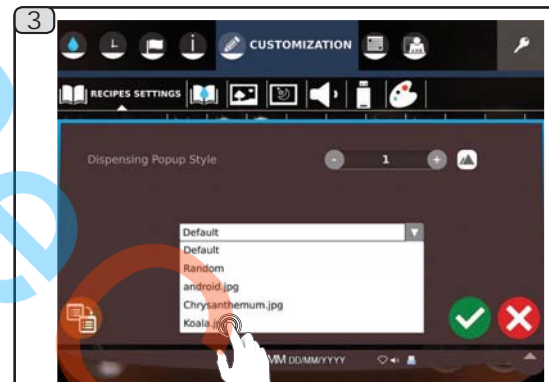 3
CUSTOMIZATION
RECIPES SETTINGS
Dispensing Popup Style
- 1 +
Default
Default
Random
android.jpg
Chrysanthemum.jpg
Koala.j
MM DD/MM/YYYY